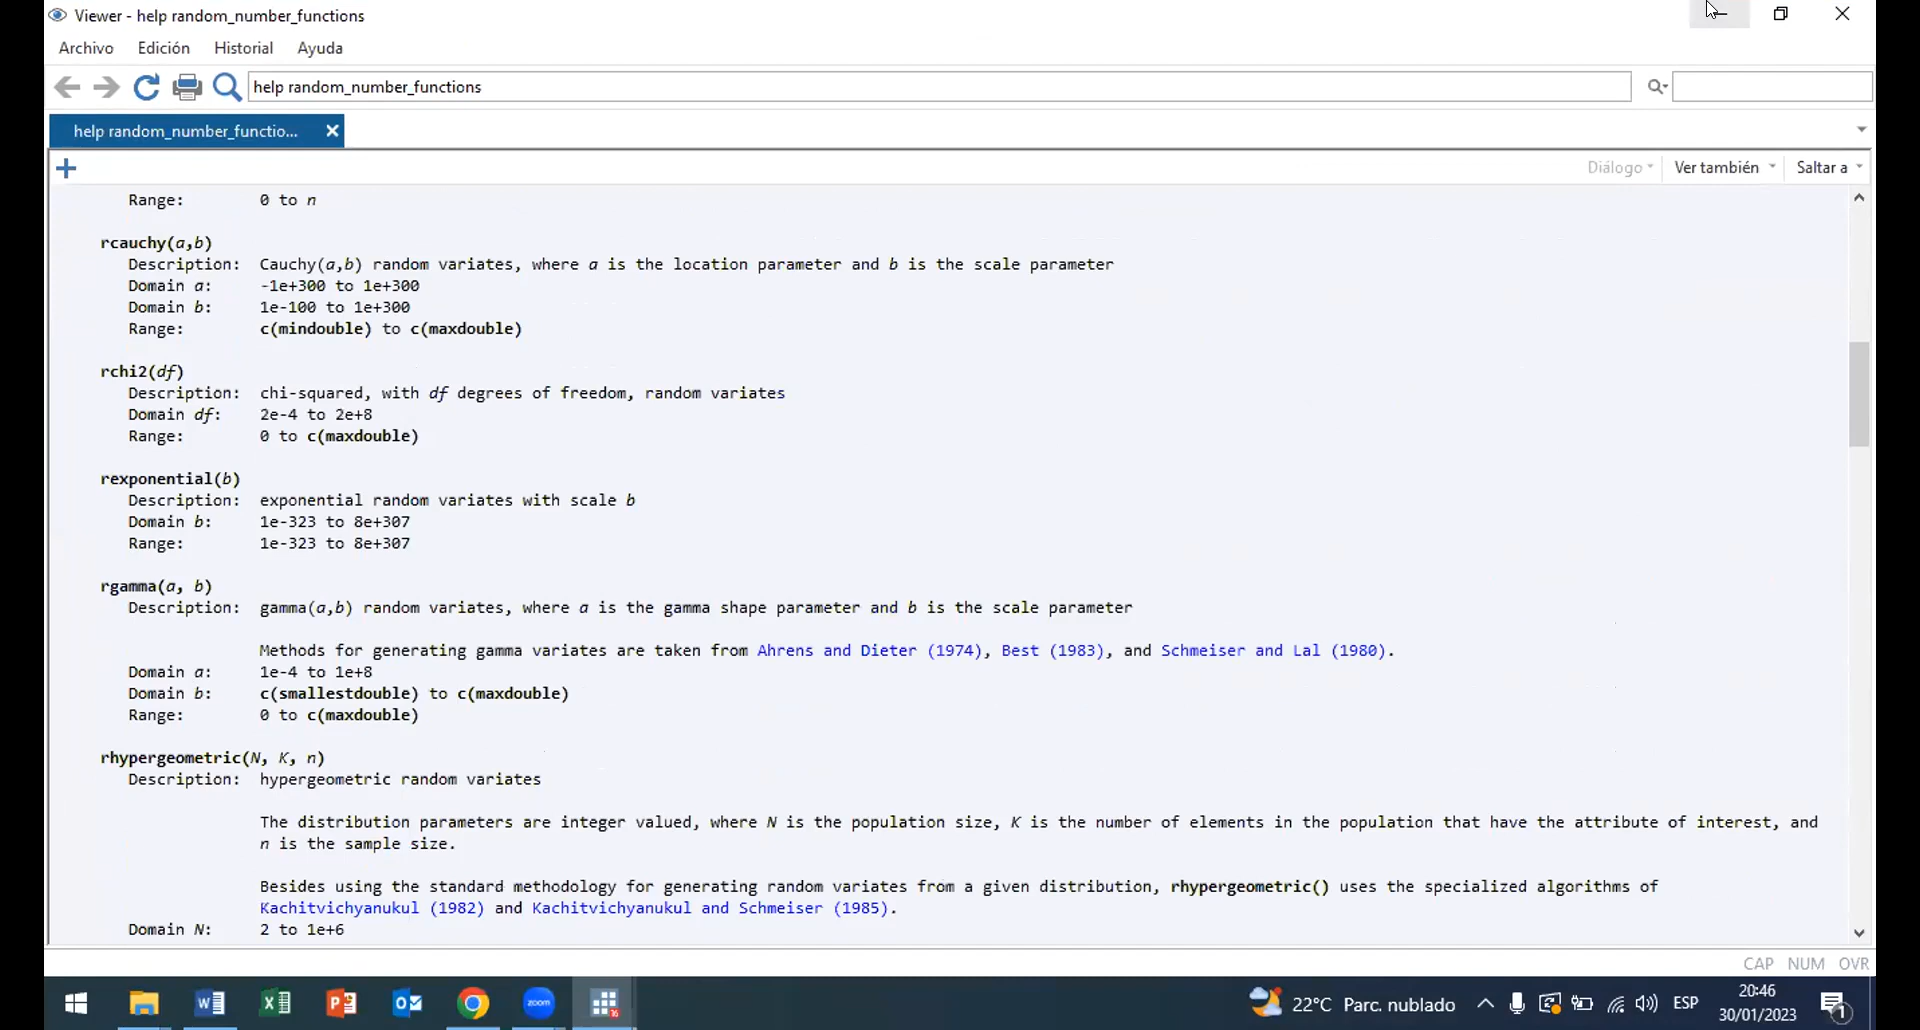 Viewer - help random_number_functions
Archivo Edición Historial Ayuda
help random_number_functions
help random_number_functio...
Diálogo Ver también Saltar a
Range: 0 to n
rcauchy(a,b)
Description: Cauchy(a,b) random variates, where a is the location parameter and b is the scale parameter
Domain a: -1e+300 to 1e+300
Domain b: 1e-100 to 1e+300
Range: c(mindouble) to c(maxdouble)
rchi2(df)
Description: chi-squared, with df degrees of freedom, random variates
Domain df: 2e-4 to 2e+8
Range: 0 to c(maxdouble)
rexponential(b)
Description: exponential random variates with scale b
Domain b: 1e-323 to 8e+307
Range: 1e-323 to 8e+307
rgamma(a, b)
Description: gamma(a,b) random variates, where a is the gamma shape parameter and b is the scale parameter
Methods for generating gamma variates are taken from Ahrens and Dieter (1974), Best (1983), and Schmeiser and Lal (1980).
Domain a: 1e-4 to 1e+8
Domain b: c(smallestdouble) to c(maxdouble)
Range: 0 to c(maxdouble)
rhypergeometric(N, K, n)
Description: hypergeometric random variates
The distribution parameters are integer valued, where N is the population size, K is the number of elements in the population that have the attribute of interest, and
n is the sample size.
Besides using the standard methodology for generating random variates from a given distribution, rhypergeometric() uses the specialized algorithms of
Kachitvichyanukul (1982) and Kachitvichyanukul and Schmeiser (1985).
Domain N: 2 to 1e+6
CAP NUM OVR
zoom 16 22°C Parc. nublado ESP 20:46
30/01/2023 1